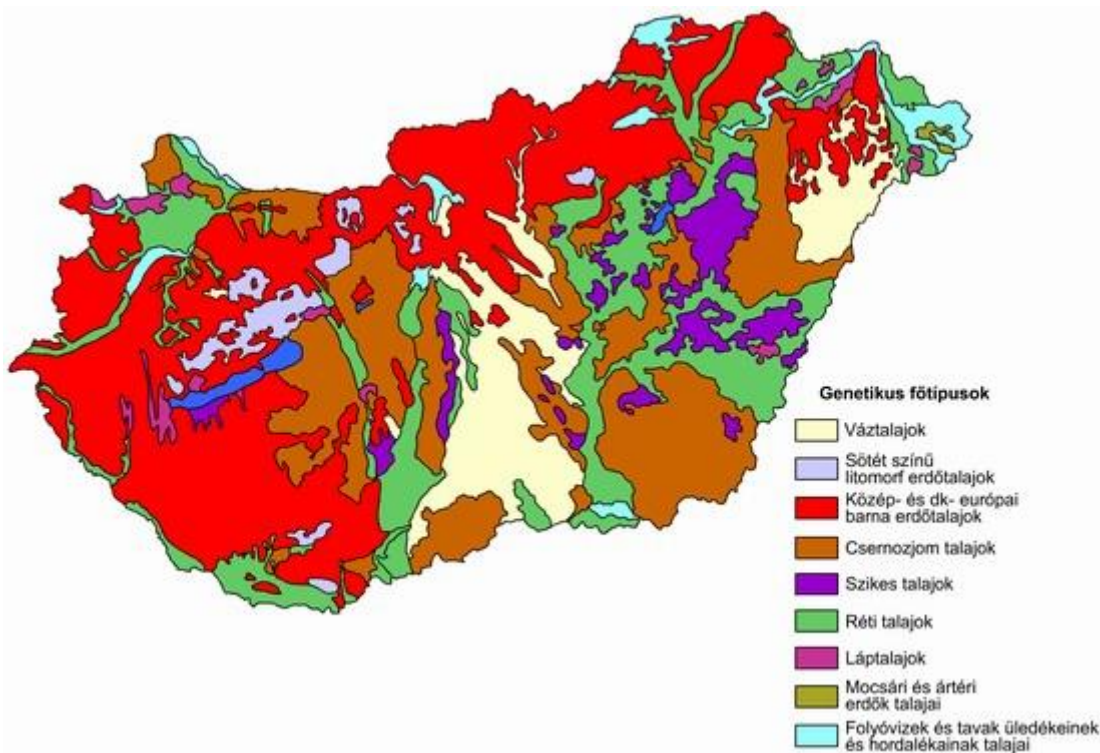 Genetikus főtípusok
Váztalajok
Sötét színű
litomorf erdőtalajok
Közép- és dk- európai
barna erdőtalajok
Csernozjom talajok
Szikes talajok
Réti talajok
Láptalajok
Mocsári és ártéri
erdők talajai
Folyóvizek és tavak üledékeinek
és hordalékainak talajai